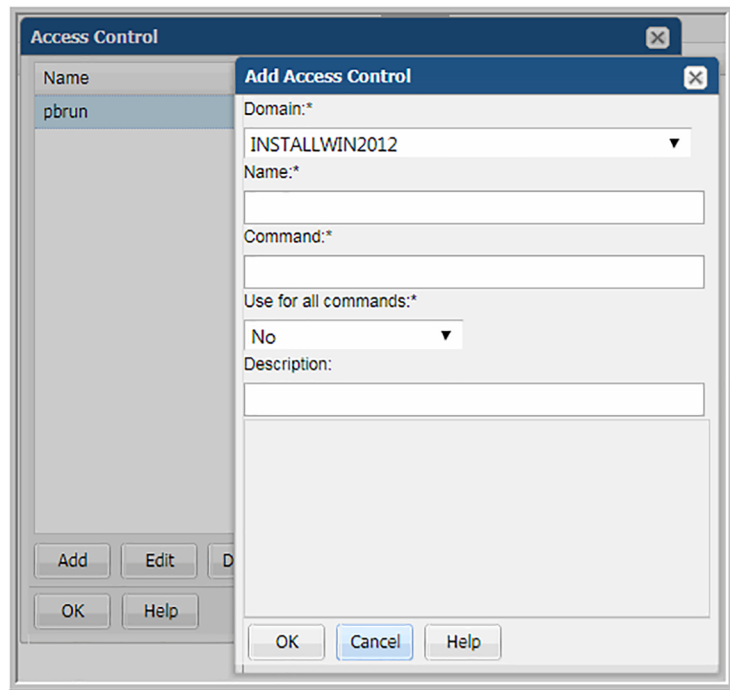 Access Control
Name
pbrun
Add Edit D
OK Help
Add Access Control
Domain:*
INSTALLWIN2012
Name:*
Command:*
Use for all commands:*
No
Description:
OK Cancel Help